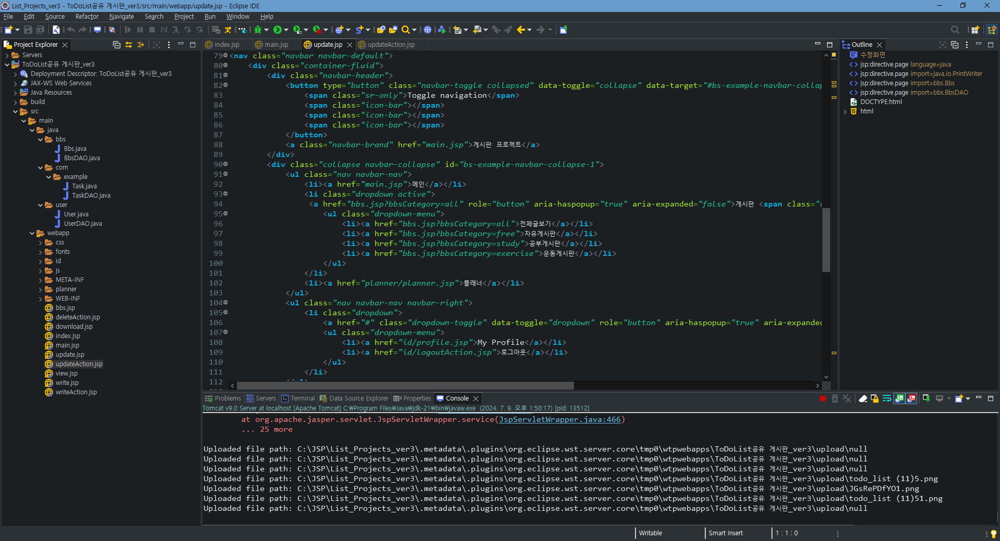 List_Projects_ver3 - ToDoList공유 게시판_ver3/src/main/webapp/update.jsp - Eclipse IDE
File Edit Source Refactor Navigate Search Project Run Window Help
Project Explorer
Servers
ToDoList공유 게시판_ver3
Deployment Descriptor: ToDoList공유 게시판_ver3
JAX-WS Web Services
Java Resources
build
src
main
java
bbs
Bbs.java
BbsDAO.java
com
example
Task.java
TaskDAO.java
user
User.java
UserDAO.java
webapp
css
fonts
id
js
META-INF
planner
WEB-INF
bbs.jsp
deleteAction.jsp
download.jsp
index.jsp
main.jsp
update.jsp
updateAction.jsp
view.jsp
write.jsp
writeAction.jsp
index.jsp main.jsp update.jsp updateAction.jsp
79 <nav class="navbar navbar-default">
80 <div class="container-fluid">
81 <div class="navbar-header">
82 <button type="button" class="navbar-toggle collapsed" data-toggle="collapse" data-target="#bs-example-navbar-collap
83 <span class="sr-only">Toggle navigation</span>
84 <span class="icon-bar"></span>
85 <span class="icon-bar"></span>
86 <span class="icon-bar"></span>
87 </button>
88 <a class="navbar-brand" href="main.jsp">게시판 프로젝트</a>
89 </div>
90 <div class="collapse navbar-collapse" id="bs-example-navbar-collapse-1">
91 <ul class="nav navbar-nav">
92 <li><a href="main.jsp">메인</a></li>
93 <li class="dropdown active">
94 <a href="bbs.jsp?bbsCategory=all" role="button" aria-haspopup="true" aria-expanded="false">게시판 <span class="
95 <ul class="dropdown-menu">
96 <li><a href="bbs.jsp?bbsCategory=all">전체글보기</a></li>
97 <li><a href="bbs.jsp?bbsCategory=free">자유게시판</a></li>
98 <li><a href="bbs.jsp?bbsCategory=study">공부게시판</a></li>
99 <li><a href="bbs.jsp?bbsCategory=exercise">운동게시판</a></li>
100 </ul>
101 </li>
102 <li><a href="planner/planner.jsp">플래너</a></li>
103 </ul>
104 <ul class="nav navbar-nav navbar-right">
105 <li class="dropdown">
106 <a href="#" class="dropdown-toggle" data-toggle="dropdown" role="button" aria-haspopup="true" aria-expanded
107 <ul class="dropdown-menu">
108 <li><a href="id/profile.jsp">My Profile</a></li>
109 <li><a href="id/logoutAction.jsp">로그아웃</a></li>
110 </ul>
111 </li>
112
Outline
수정화면
jsp:directive.page language=java
jsp:directive.page import=java.io.PrintWriter
jsp:directive.page import=bbs.Bbs
jsp:directive.page import=bbs.BbsDAO
DOCTYPE:html
html
Problems Servers Terminal Data Source Explorer Properties Console
Tomcat v9.0 Server at localhost [Apache Tomcat] C:₩Program Files₩Java₩jdk-21₩bin₩javaw.exe (2024. 7. 9. 오후 1:50:17) [pid: 13512]
at org.apache.jasper.servlet.JspServletWrapper.service(JspServletWrapper.java:466)
... 25 more
Uploaded file path: C:\JSP\List_Projects_ver3\.metadata\.plugins\org.eclipse.wst.server.core\tmp0\wtpwebapps\ToDoList공유 게시판_ver3\upload\null
Uploaded file path: C:\JSP\List_Projects_ver3\.metadata\.plugins\org.eclipse.wst.server.core\tmp0\wtpwebapps\ToDoList공유 게시판_ver3\upload\null
Uploaded file path: C:\JSP\List_Projects_ver3\.metadata\.plugins\org.eclipse.wst.server.core\tmp0\wtpwebapps\ToDoList공유 게시판_ver3\upload\null
Uploaded file path: C:\JSP\List_Projects_ver3\.metadata\.plugins\org.eclipse.wst.server.core\tmp0\wtpwebapps\ToDoList공유 게시판_ver3\upload\todo_list (11)5.png
Uploaded file path: C:\JSP\List_Projects_ver3\.metadata\.plugins\org.eclipse.wst.server.core\tmp0\wtpwebapps\ToDoList공유 게시판_ver3\upload\JGsRePDfYO1.png
Uploaded file path: C:\JSP\List_Projects_ver3\.metadata\.plugins\org.eclipse.wst.server.core\tmp0\wtpwebapps\ToDoList공유 게시판_ver3\upload\todo_list (11)51.png
Uploaded file path: C:\JSP\List_Projects_ver3\.metadata\.plugins\org.eclipse.wst.server.core\tmp0\wtpwebapps\ToDoList공유 게시판_ver3\upload\null
Writable Smart Insert 1 : 1 : 0